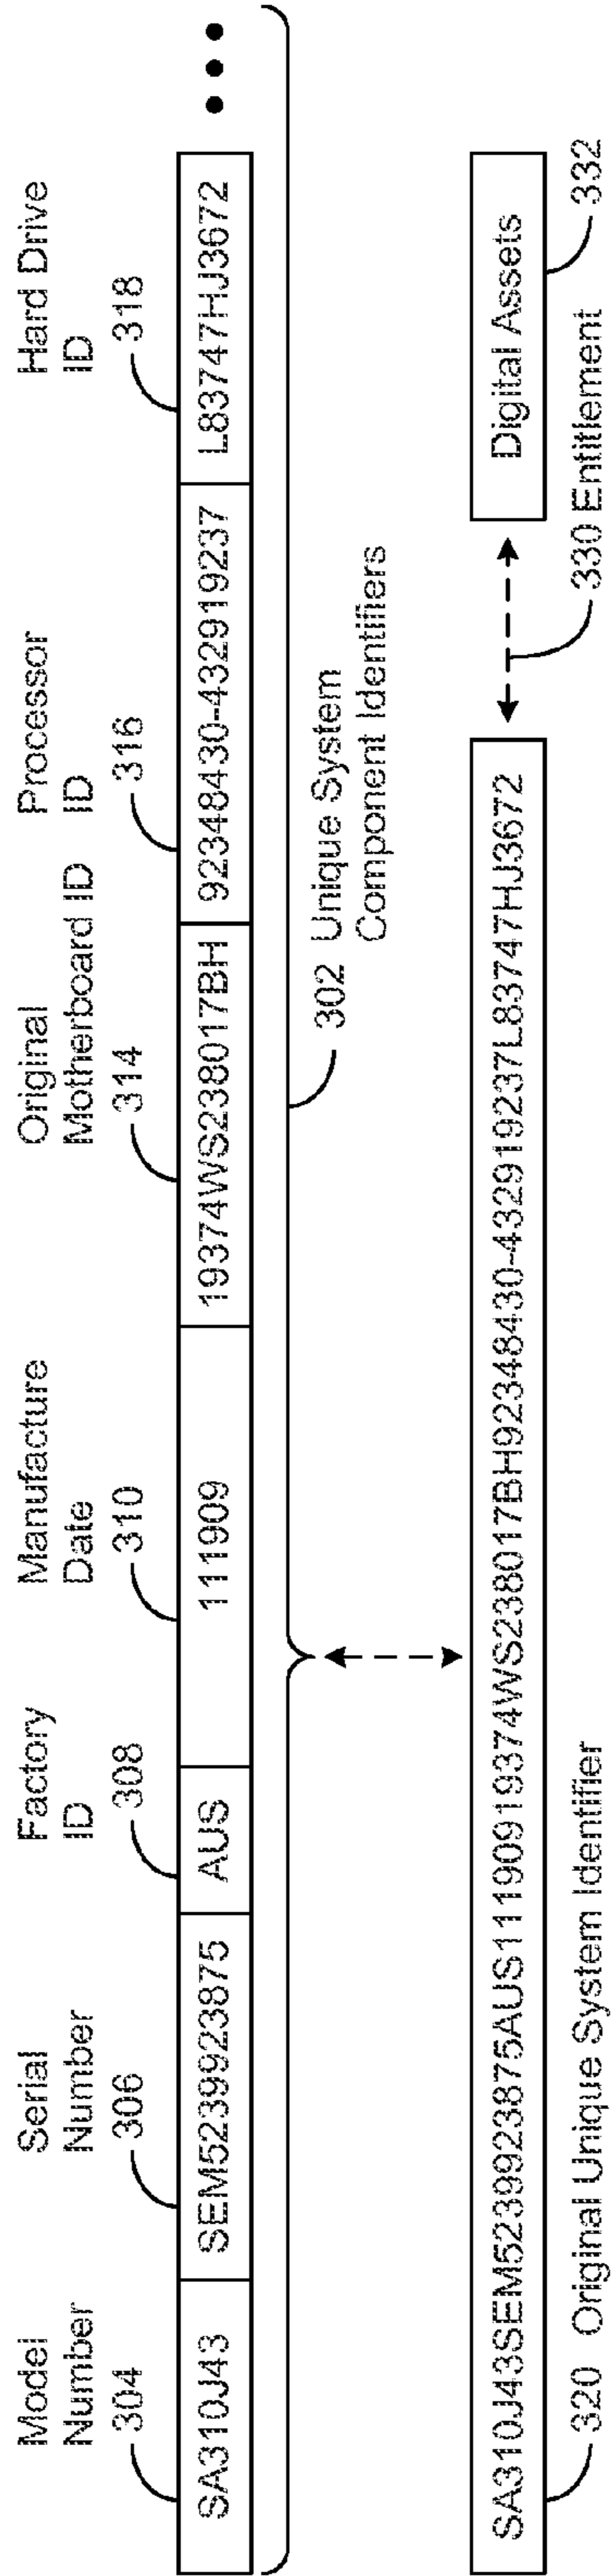 Model
Number
304
Serial
Number
306
Factory
ID
308
Manufacture
Date
310
Original
Motherboard ID
314
Processor
ID
316
Hard Drive
ID
318
SA310J43 SEM5239923875 AUS 111909 19374WS238017BH 92348430-432919237 L83747HJ3672
302 Unique System
Component Identifiers
SA310J43SEM5239923875AUS11190919374WS238017BH92348430-432919237L83747HJ3672
Digital Assets
320 Original Unique System Identifier
330 Entitlement
332